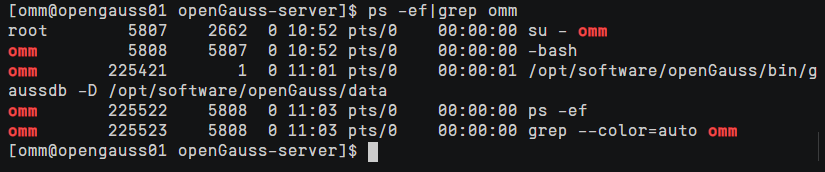 [omm@opengauss01 openGauss-server]$ ps -ef|grep omm
root        5807    2662  0 10:52 pts/0    00:00:00 su - omm
omm         5808    5807  0 10:52 pts/0    00:00:00 -bash
omm       225421       1  0 11:01 pts/0    00:00:01 /opt/software/openGauss/bin/g
aussdb -D /opt/software/openGauss/data
omm       225522    5808  0 11:03 pts/0    00:00:00 ps -ef
omm       225523    5808  0 11:03 pts/0    00:00:00 grep --color=auto omm
[omm@opengauss01 openGauss-server]$